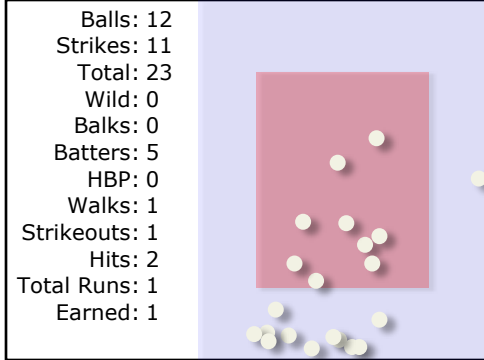 Balls: 12
Strikes: 11
Total: 23
Wild: 0
Balks: 0
Batters: 5
HBP: 0
Walks: 1
Strikeouts: 1
Hits: 2
Total Runs: 1
Earned: 1